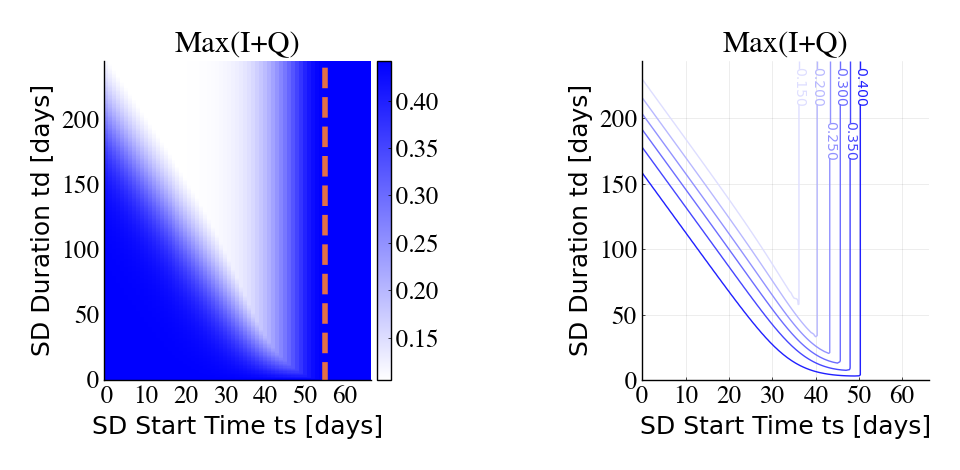 Max(I+Q)
SD Duration td [days]
200
150
100
50
0
0 10 20 30 40 50 60
SD Start Time ts [days]
0.40
0.35
0.30
0.25
0.20
0.15
Max(I+Q)
SD Duration td [days]
200
150
100
50
0
0 10 20 30 40 50 60
SD Start Time ts [days]
0.150
0.200
0.250
0.300
0.350
0.400